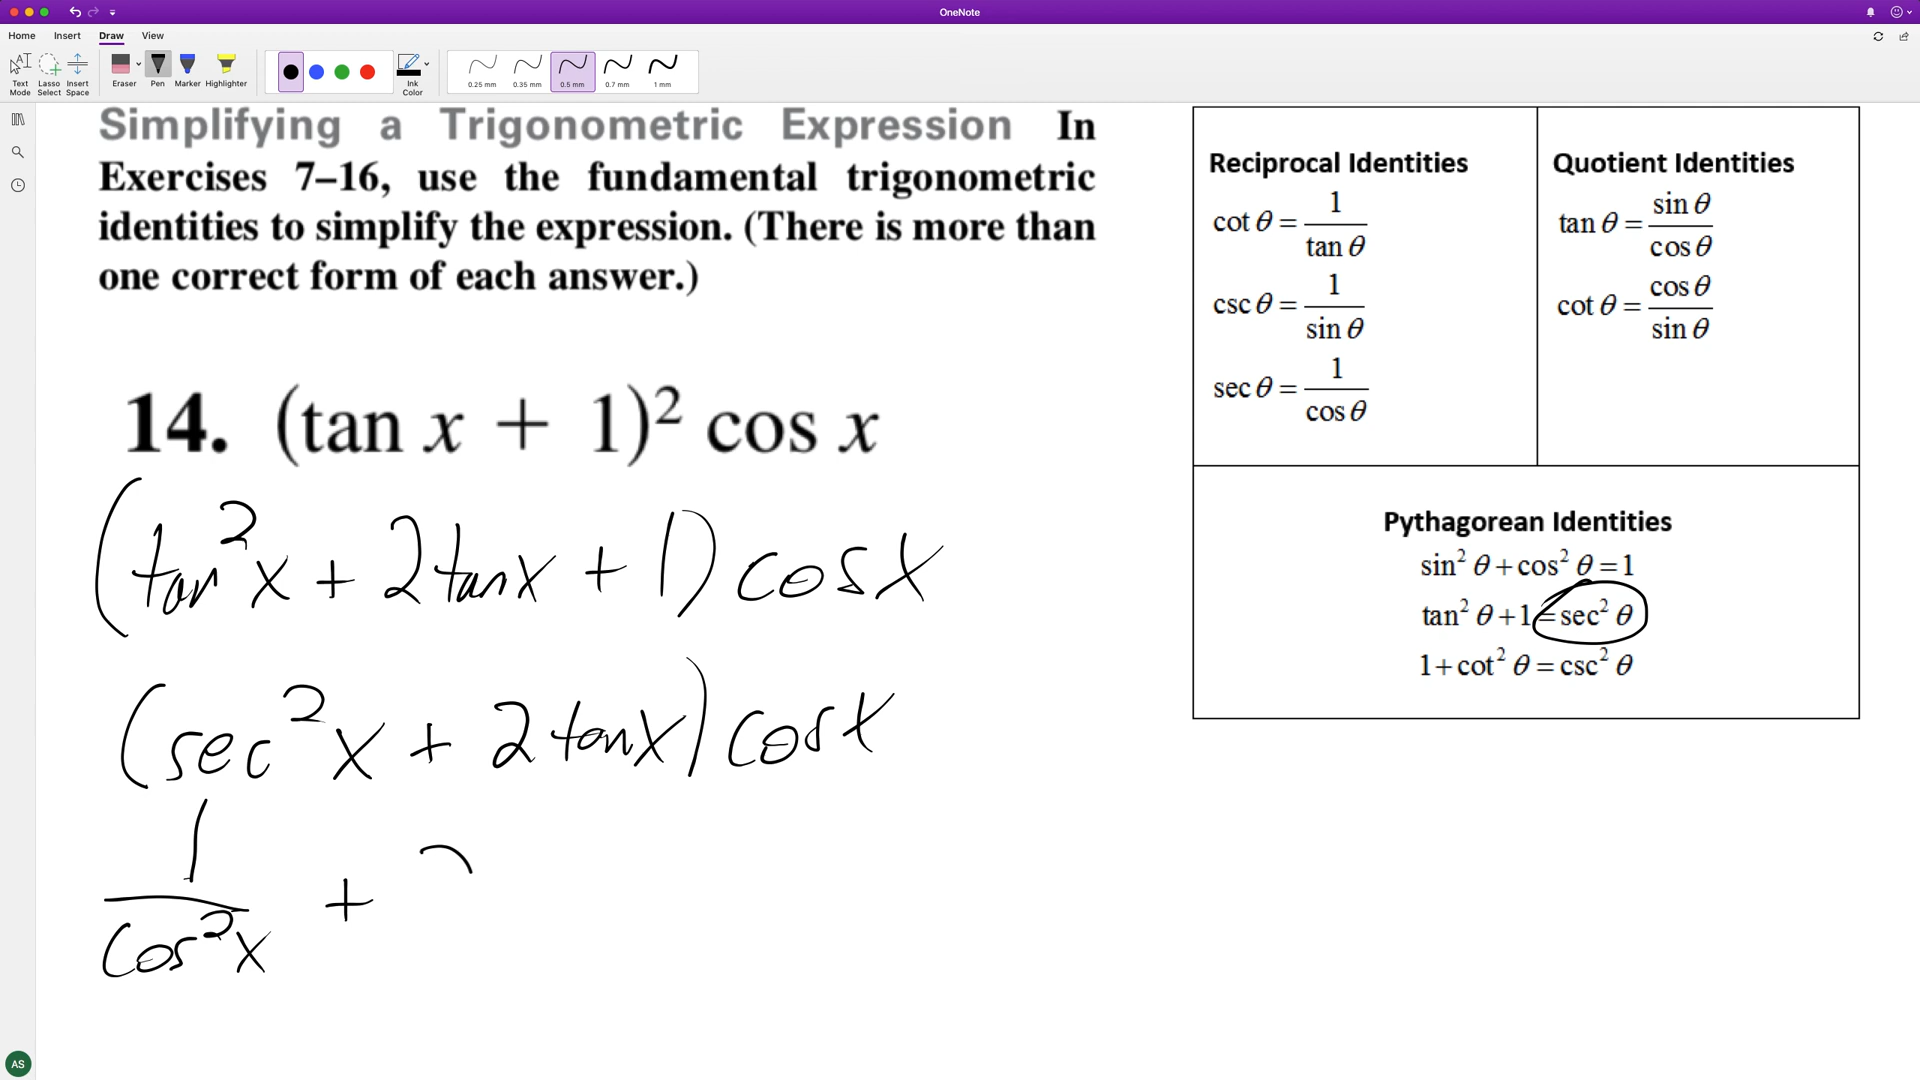 OneNote
Home Insert Draw View
Text Mode Lasso Select Insert Space Eraser Pen Marker Highlighter Ink Color 0.25 mm 0.35 mm 0.5 mm 0.7 mm 1 mm
Simplifying a Trigonometric Expression In
Exercises 7–16, use the fundamental trigonometric
identities to simplify the expression. (There is more than
one correct form of each answer.)
14. (tan x + 1)² cos x
(tan²x + 2tanx + 1) cosx
(sec²x + 2tanx) cosx
1
+
cos²x
Reciprocal Identities
cot θ = 1/tan θ
csc θ = 1/sin θ
sec θ = 1/cos θ
Quotient Identities
tan θ = sin θ/cos θ
cot θ = cos θ/sin θ
Pythagorean Identities
sin² θ + cos² θ = 1
tan² θ + 1 = sec² θ
1 + cot² θ = csc² θ
AS